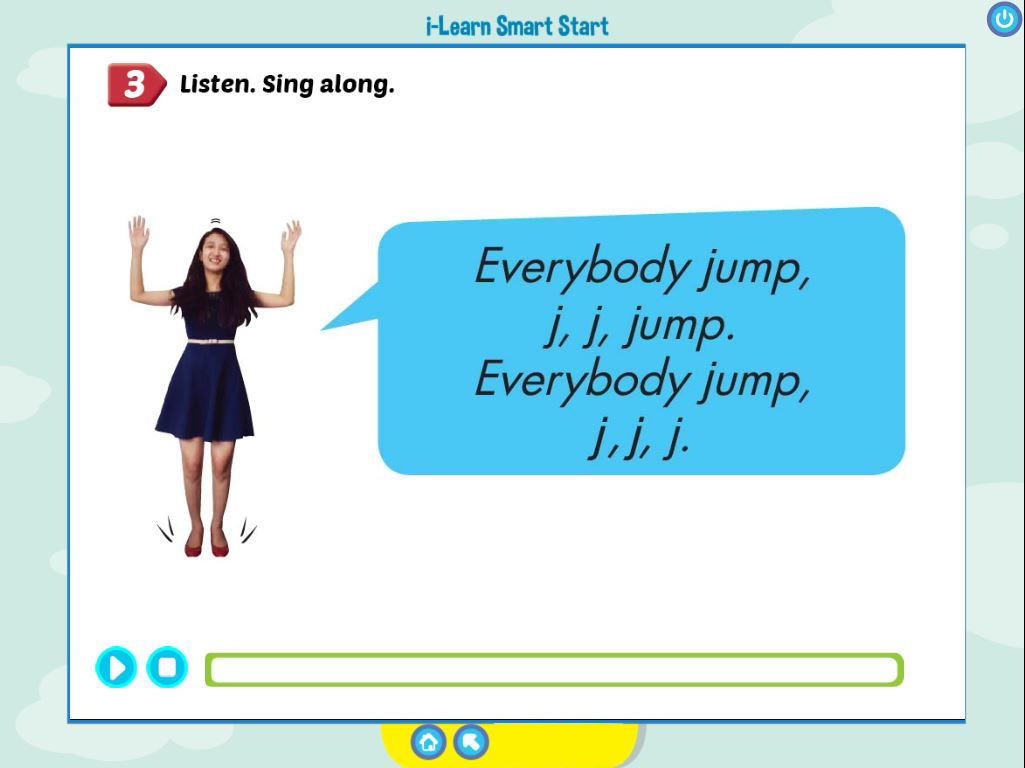 i-Learn Smart Start
3 Listen. Sing along.
Everybody jump,
j, j, jump.
Everybody jump,
j, j, j.